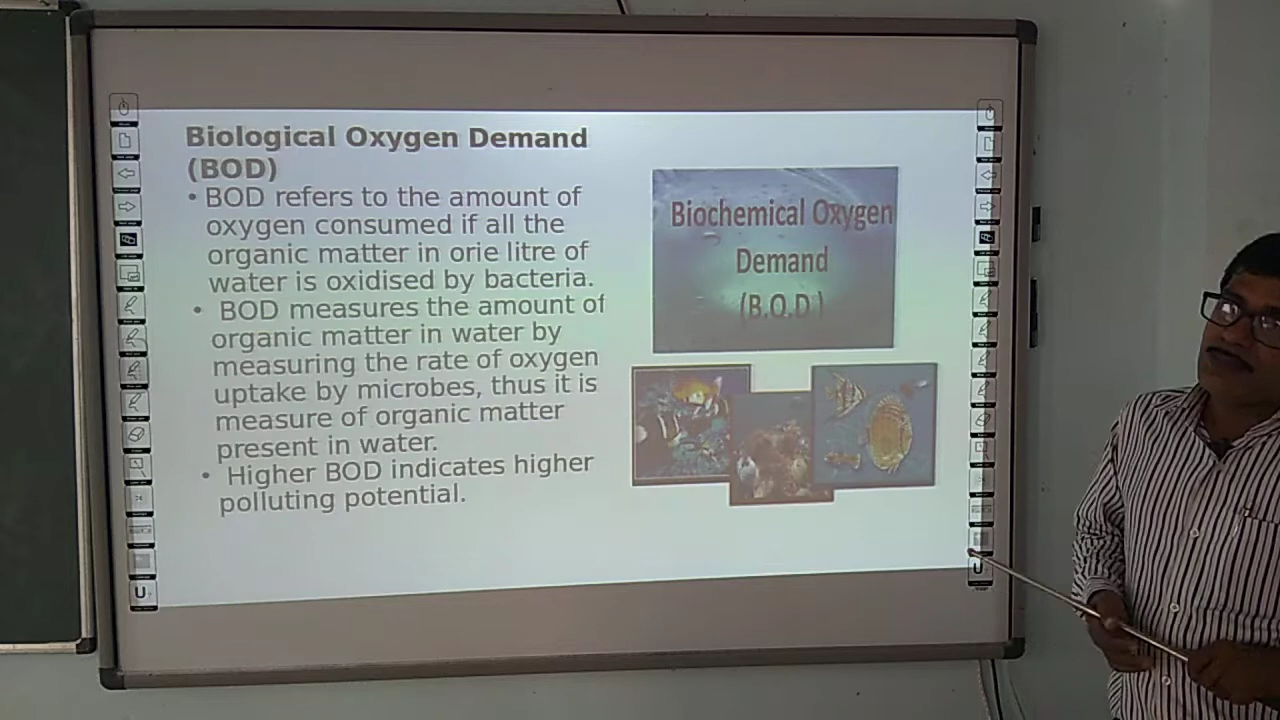 Biological Oxygen Demand
(BOD)
• BOD refers to the amount of
oxygen consumed if all the
organic matter in orie litre of
water is oxidised by bacteria.
• BOD measures the amount of
organic matter in water by
measuring the rate of oxygen
uptake by microbes, thus it is
measure of organic matter
present in water.
• Higher BOD indicates higher
polluting potential.
Biochemical Oxygen
Demand
(B.O.D )